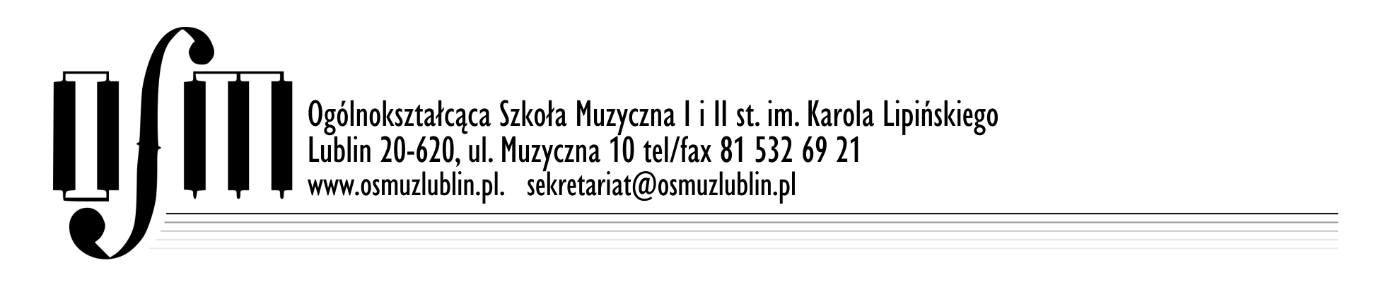 osm
Ogólnokształcąca Szkoła Muzyczna I i II st. im. Karola Lipińskiego
Lublin 20-620, ul. Muzyczna 10 tel/fax 81 532 69 21
www.osmuzlublin.pl. sekretariat@osmuzlublin.pl